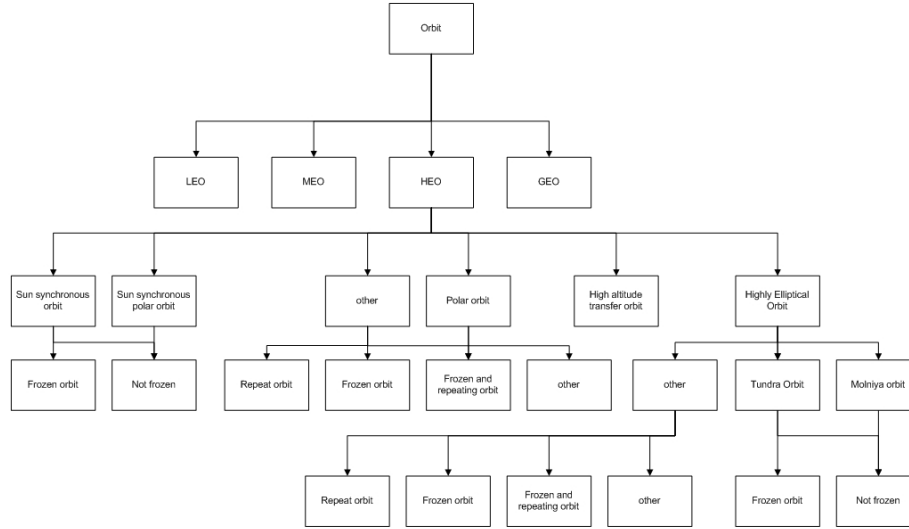 Orbit
LEO
MEO
HEO
GEO
Sun synchronous
orbit
Sun synchronous
polar orbit
other
Polar orbit
High altitude
transfer orbit
Highly Elliptical
Orbit
Frozen orbit
Not frozen
Repeat orbit
Frozen orbit
Frozen and
repeating orbit
other
other
Tundra Orbit
Molniya orbit
Repeat orbit
Frozen orbit
Frozen and
repeating orbit
other
Frozen orbit
Not frozen